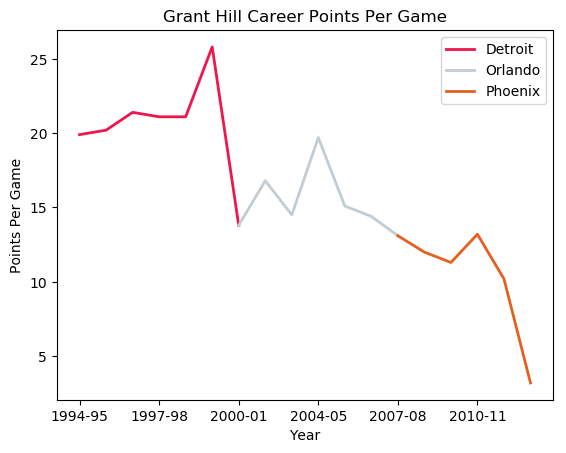 Grant Hill Career Points Per Game
Detroit
Orlando
Phoenix
Points Per Game
25
20
15
10
5
1994-95 1997-98 2000-01 2004-05 2007-08 2010-11
Year